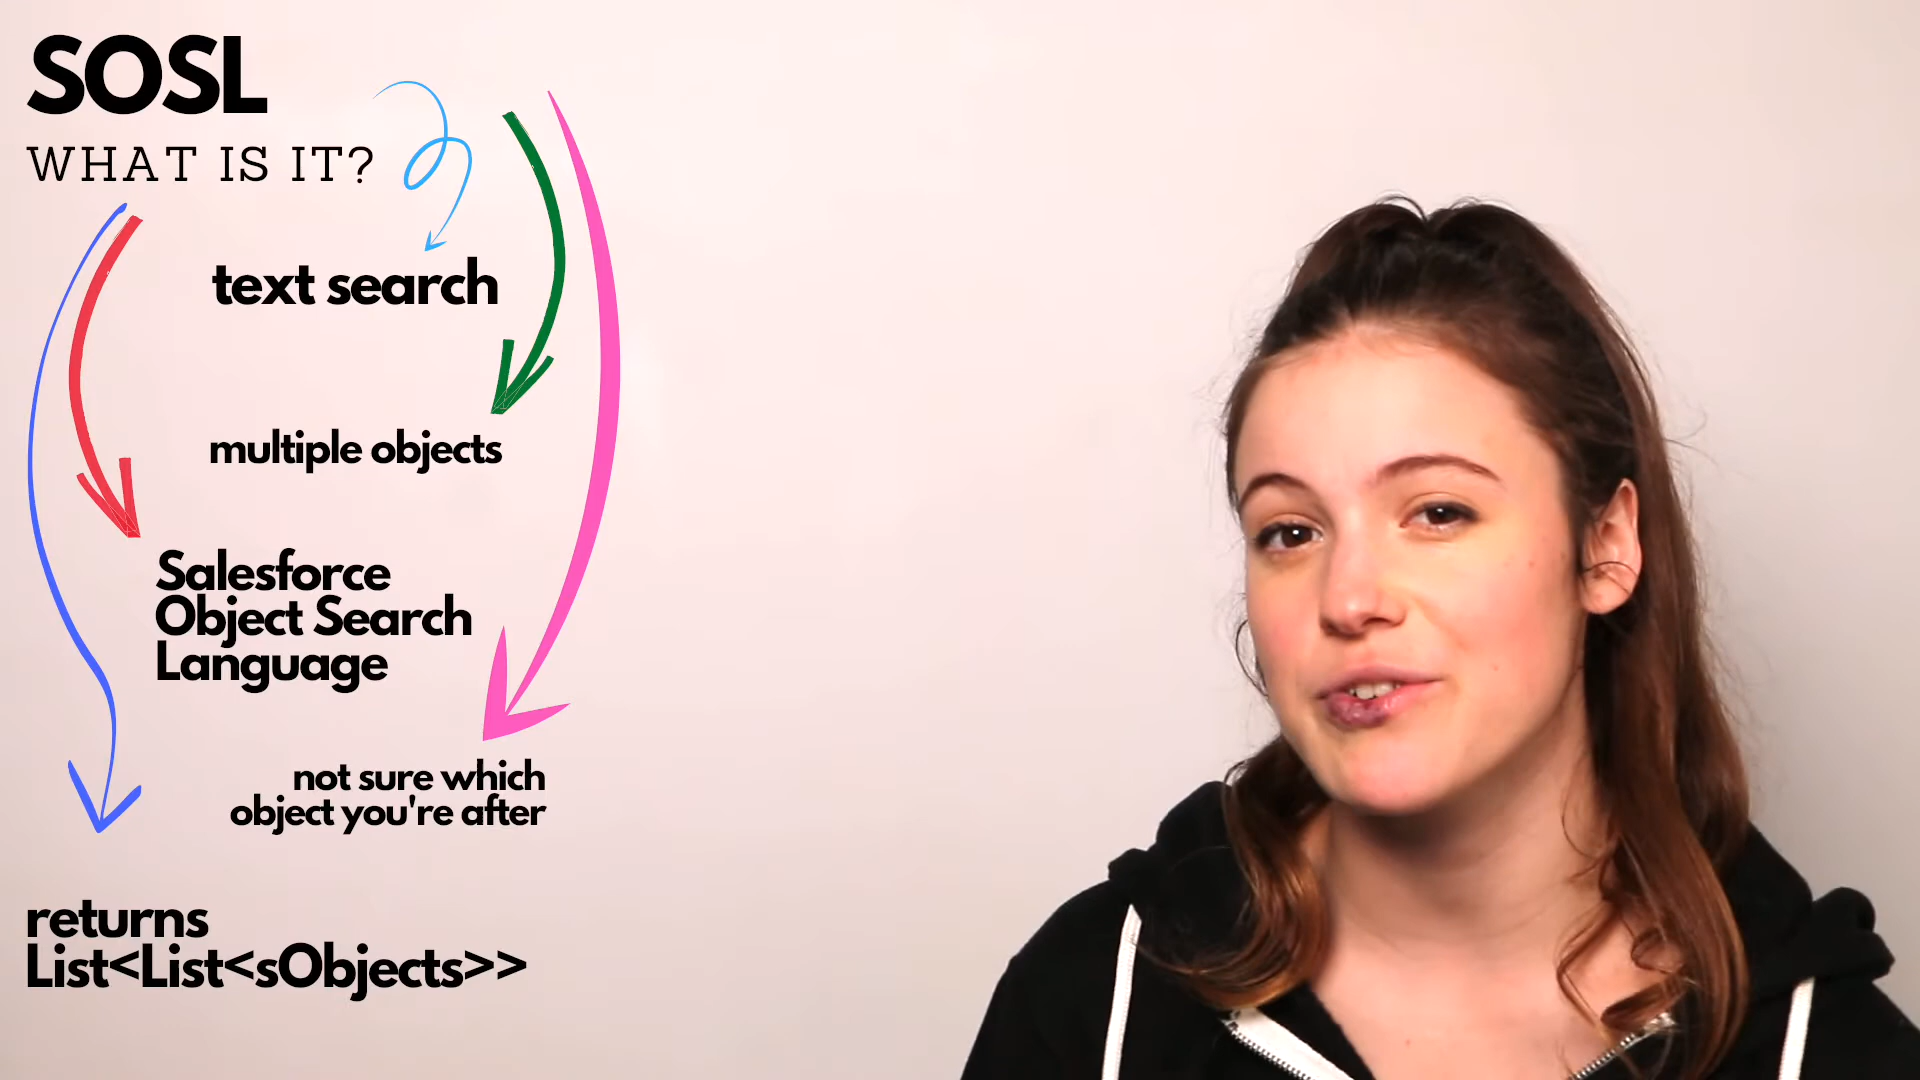 SOSL
WHAT IS IT?
text search
multiple objects
Salesforce
Object Search
Language
not sure which
object you're after
returns
List<List<sObjects>>